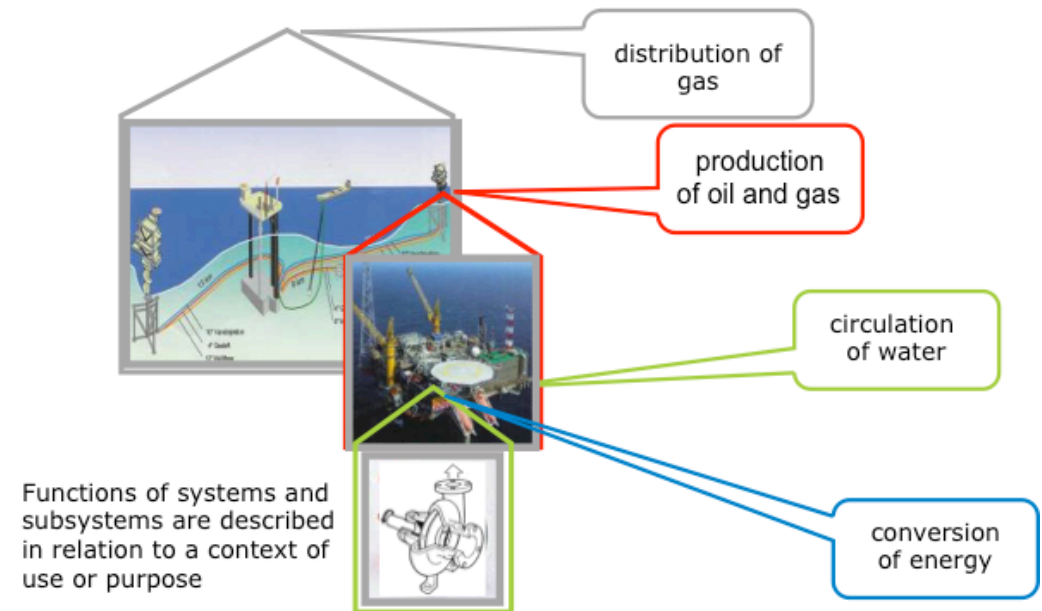 distribution of
gas
production
of oil and gas
circulation
of water
Functions of systems and
subsystems are described
in relation to a context of
use or purpose
conversion
of energy